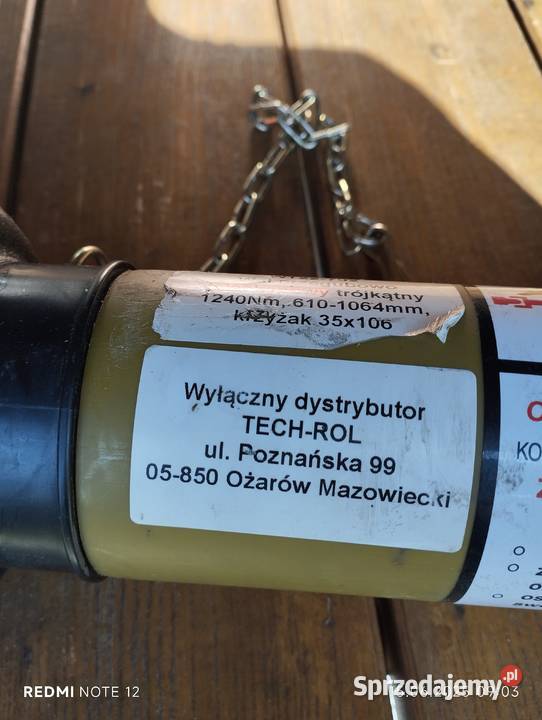 trójkątny
1240Nm, 610-1064mm,
krzyżak 35x106
Wyłączny dystrybutor
TECH-ROL
ul. Poznańska 99
05-850 Ożarów Mazowiecki
REDMI NOTE 12
Sprzedajemy.pl